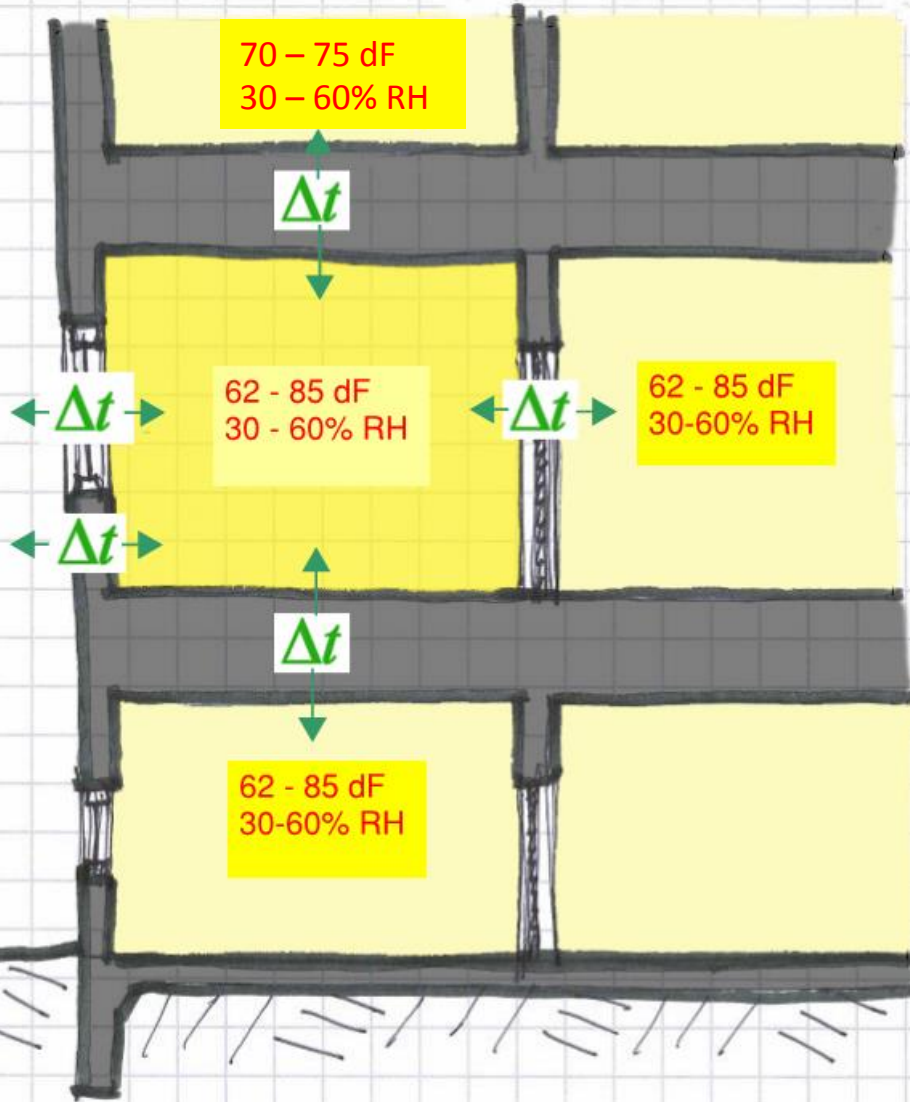 70 – 75 dF
30 – 60% RH
Δt
62 - 85 dF
30 - 60% RH
62 - 85 dF
30-60% RH
Δt
Δt
Δt
Δt
62 - 85 dF
30-60% RH